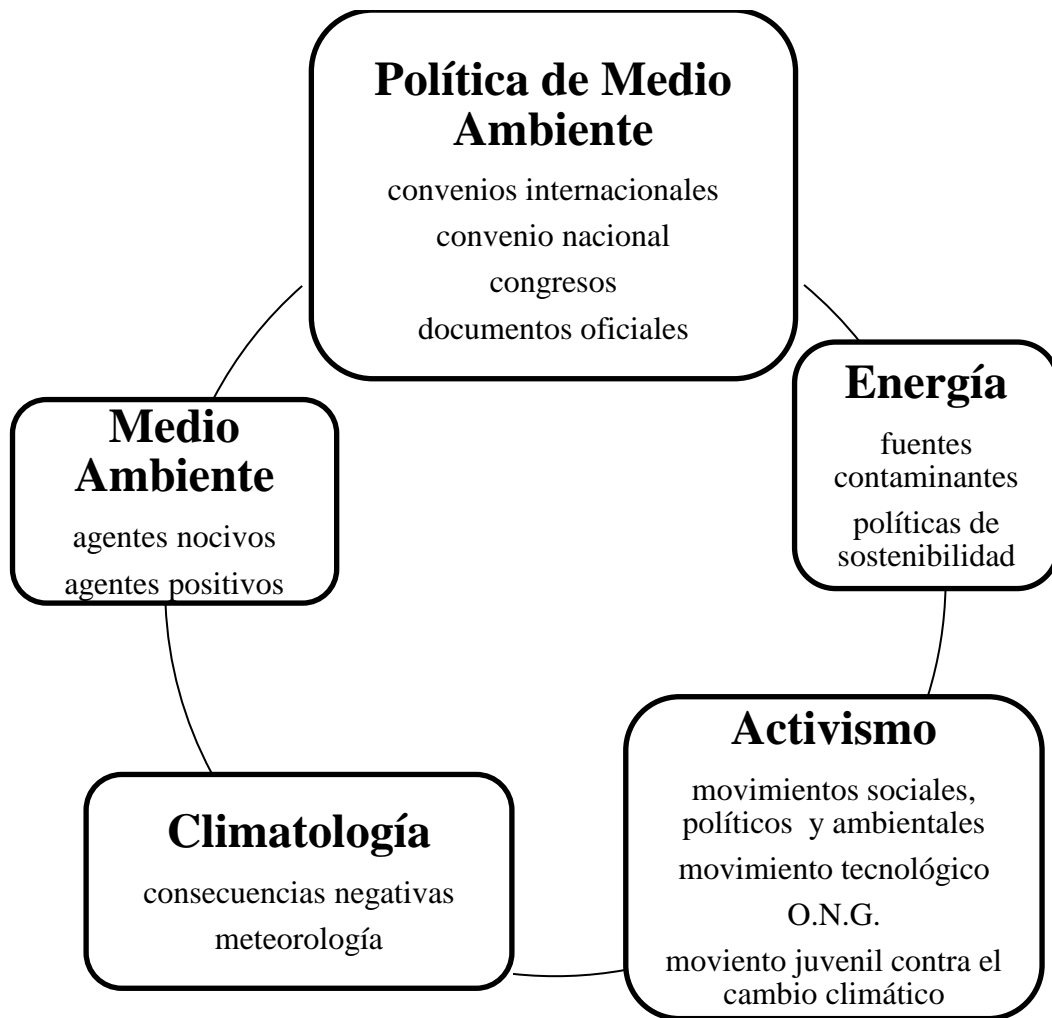 Política de Medio
Ambiente
convenios internacionales
convenio nacional
congresos
documentos oficiales
Energía
fuentes
contaminantes
políticas de
sostenibilidad
Activismo
movimientos sociales,
políticos y ambientales
movimiento tecnológico
O.N.G.
moviento juvenil contra el
cambio climático
Climatología
consecuencias negativas
meteorología
Medio
Ambiente
agentes nocivos
agentes positivos